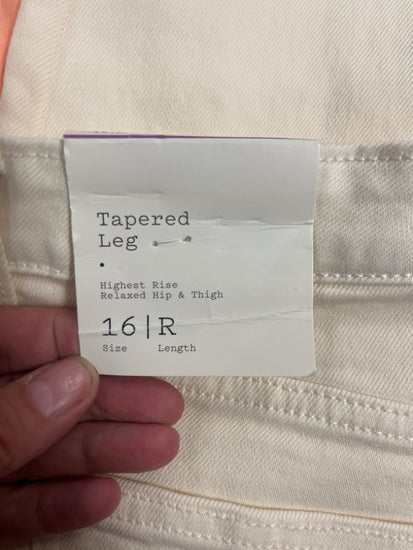 Tapered
Leg
Highest Rise
Relaxed Hip & Thigh
16|R
Size Length